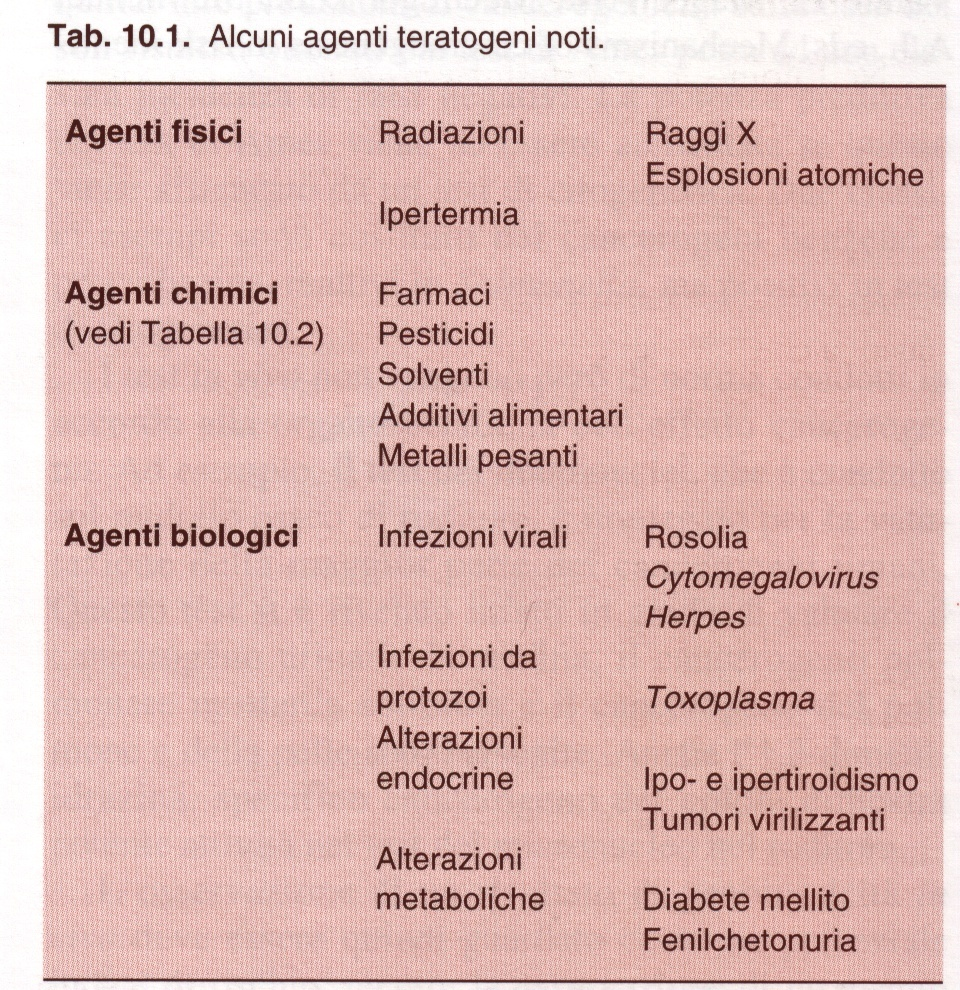 Tab. 10.1. Alcuni agenti teratogeni noti.
Agenti fisici Radiazioni Raggi X
Esplosioni atomiche
Ipertermia
Agenti chimici Farmaci
(vedi Tabella 10.2) Pesticidi
Solventi
Additivi alimentari
Metalli pesanti
Agenti biologici Infezioni virali Rosolia
Cytomegalovirus
Herpes
Infezioni da
protozoi Toxoplasma
Alterazioni
endocrine Ipo- e ipertiroidismo
Tumori virilizzanti
Alterazioni
metaboliche Diabete mellito
Fenilchetonuria